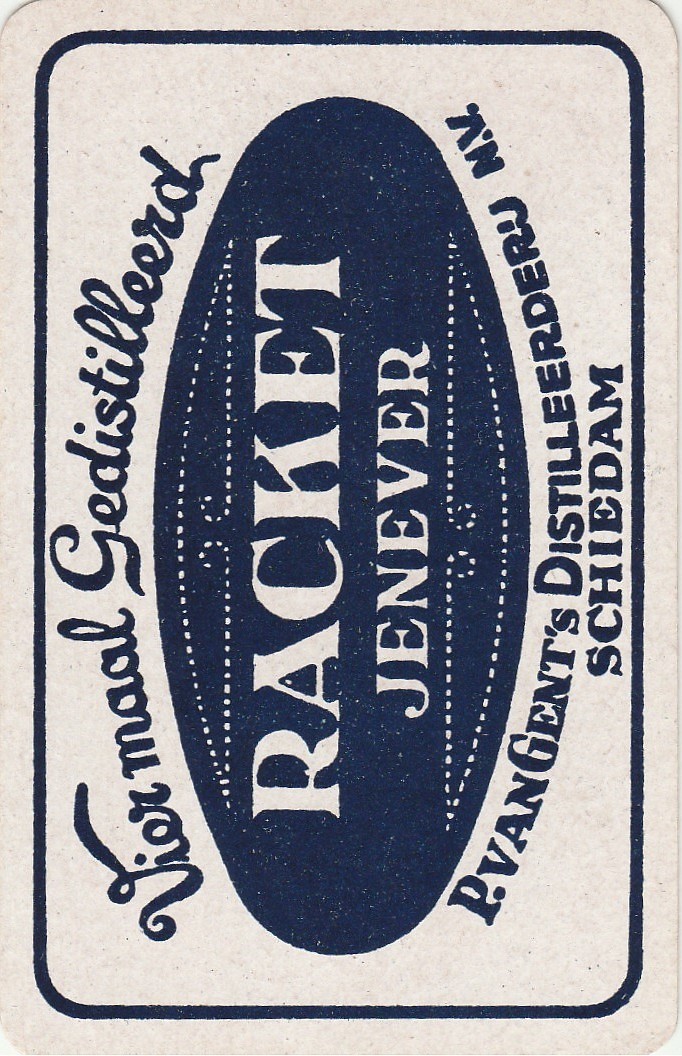 Vier maal Gedistilleerd
RACKET
JENEVER
P. VAN GENT's DISTILLEERDERIJ N.V.
SCHIEDAM